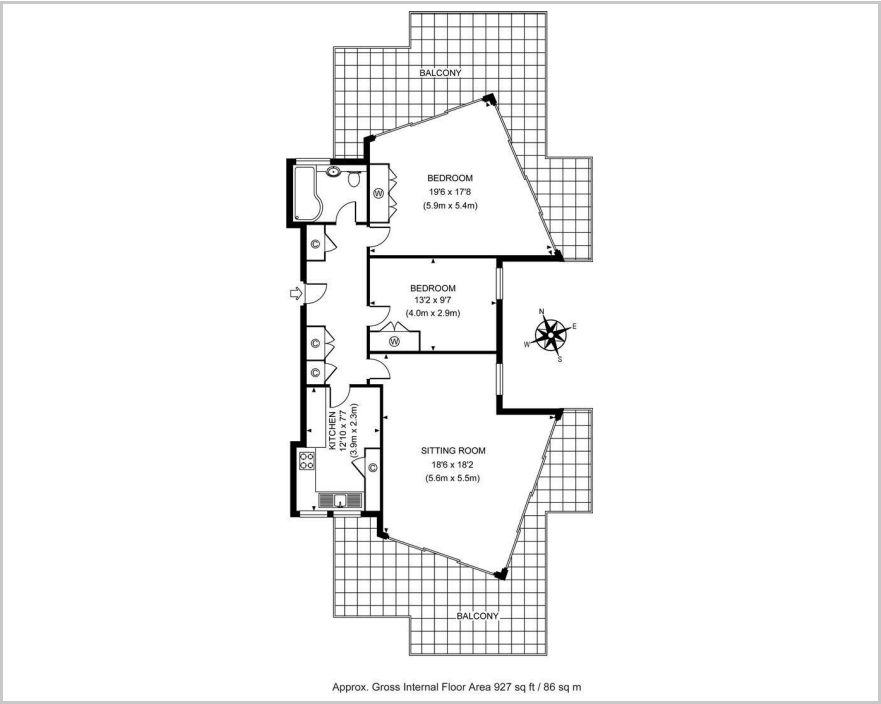 BALCONY
BEDROOM
19'6 x 17'8
(5.9m x 5.4m)
W
C
BEDROOM
13'2 x 9'7
(4.0m x 2.9m)
W
N
E
W
S
C
C
KITCHEN
12'10 x 7'7
(3.9m x 2.3m)
C
SITTING ROOM
18'6 x 18'2
(5.6m x 5.5m)
BALCONY
Approx. Gross Internal Floor Area 927 sq ft / 86 sq m